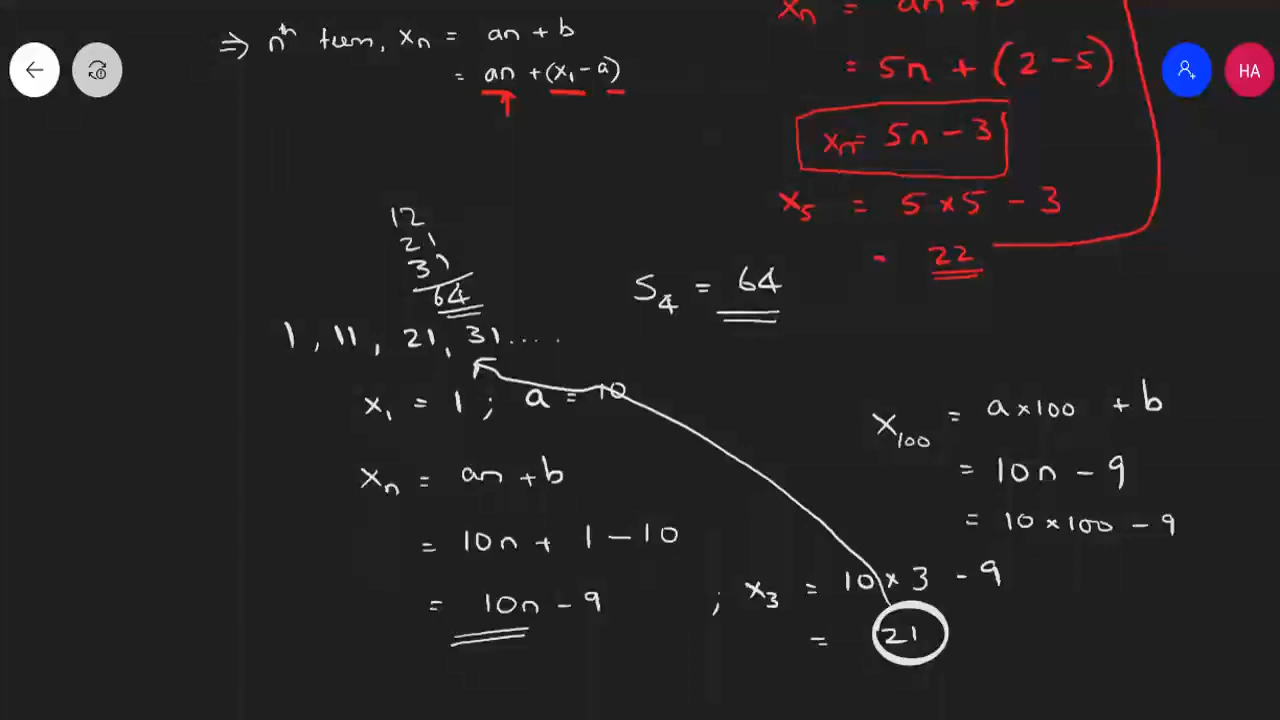 ⇒ nth term, xn = an + b
= an + (x1 - a)
xn = an + b
= 5n + (2 - 5)
xn = 5n - 3
x5 = 5 × 5 - 3
= 22
HA
12
21
31
64
S4 = 64
1, 11, 21, 31.....
x1 = 1 ; a = 10
xn = an + b
= 10n + 1 - 10
= 10n - 9
; x3 = 10 × 3 - 9
= 21
x100 = a × 100 + b
= 10n - 9
= 10 × 100 - 9